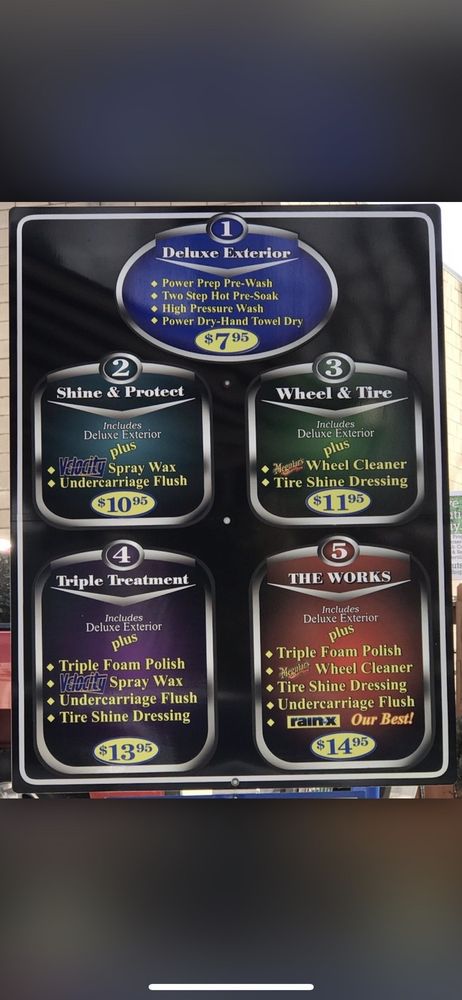 1
Deluxe Exterior
◆ Power Prep Pre-Wash
◆ Two Step Hot Pre-Soak
◆ High Pressure Wash
◆ Power Dry-Hand Towel Dry
$7 95
2
Shine & Protect
Includes
Deluxe Exterior
plus
◆ Velocity Spray Wax
◆ Undercarriage Flush
$10 95
3
Wheel & Tire
Includes
Deluxe Exterior
plus
◆ Meguiar's Wheel Cleaner
◆ Tire Shine Dressing
$11 95
4
Triple Treatment
Includes
Deluxe Exterior
plus
◆ Triple Foam Polish
◆ Velocity Spray Wax
◆ Undercarriage Flush
◆ Tire Shine Dressing
$13 95
5
THE WORKS
Includes
Deluxe Exterior
plus
◆ Triple Foam Polish
◆ Meguiar's Wheel Cleaner
◆ Tire Shine Dressing
◆ Undercarriage Flush
◆ rain-x Our Best!
$14 95